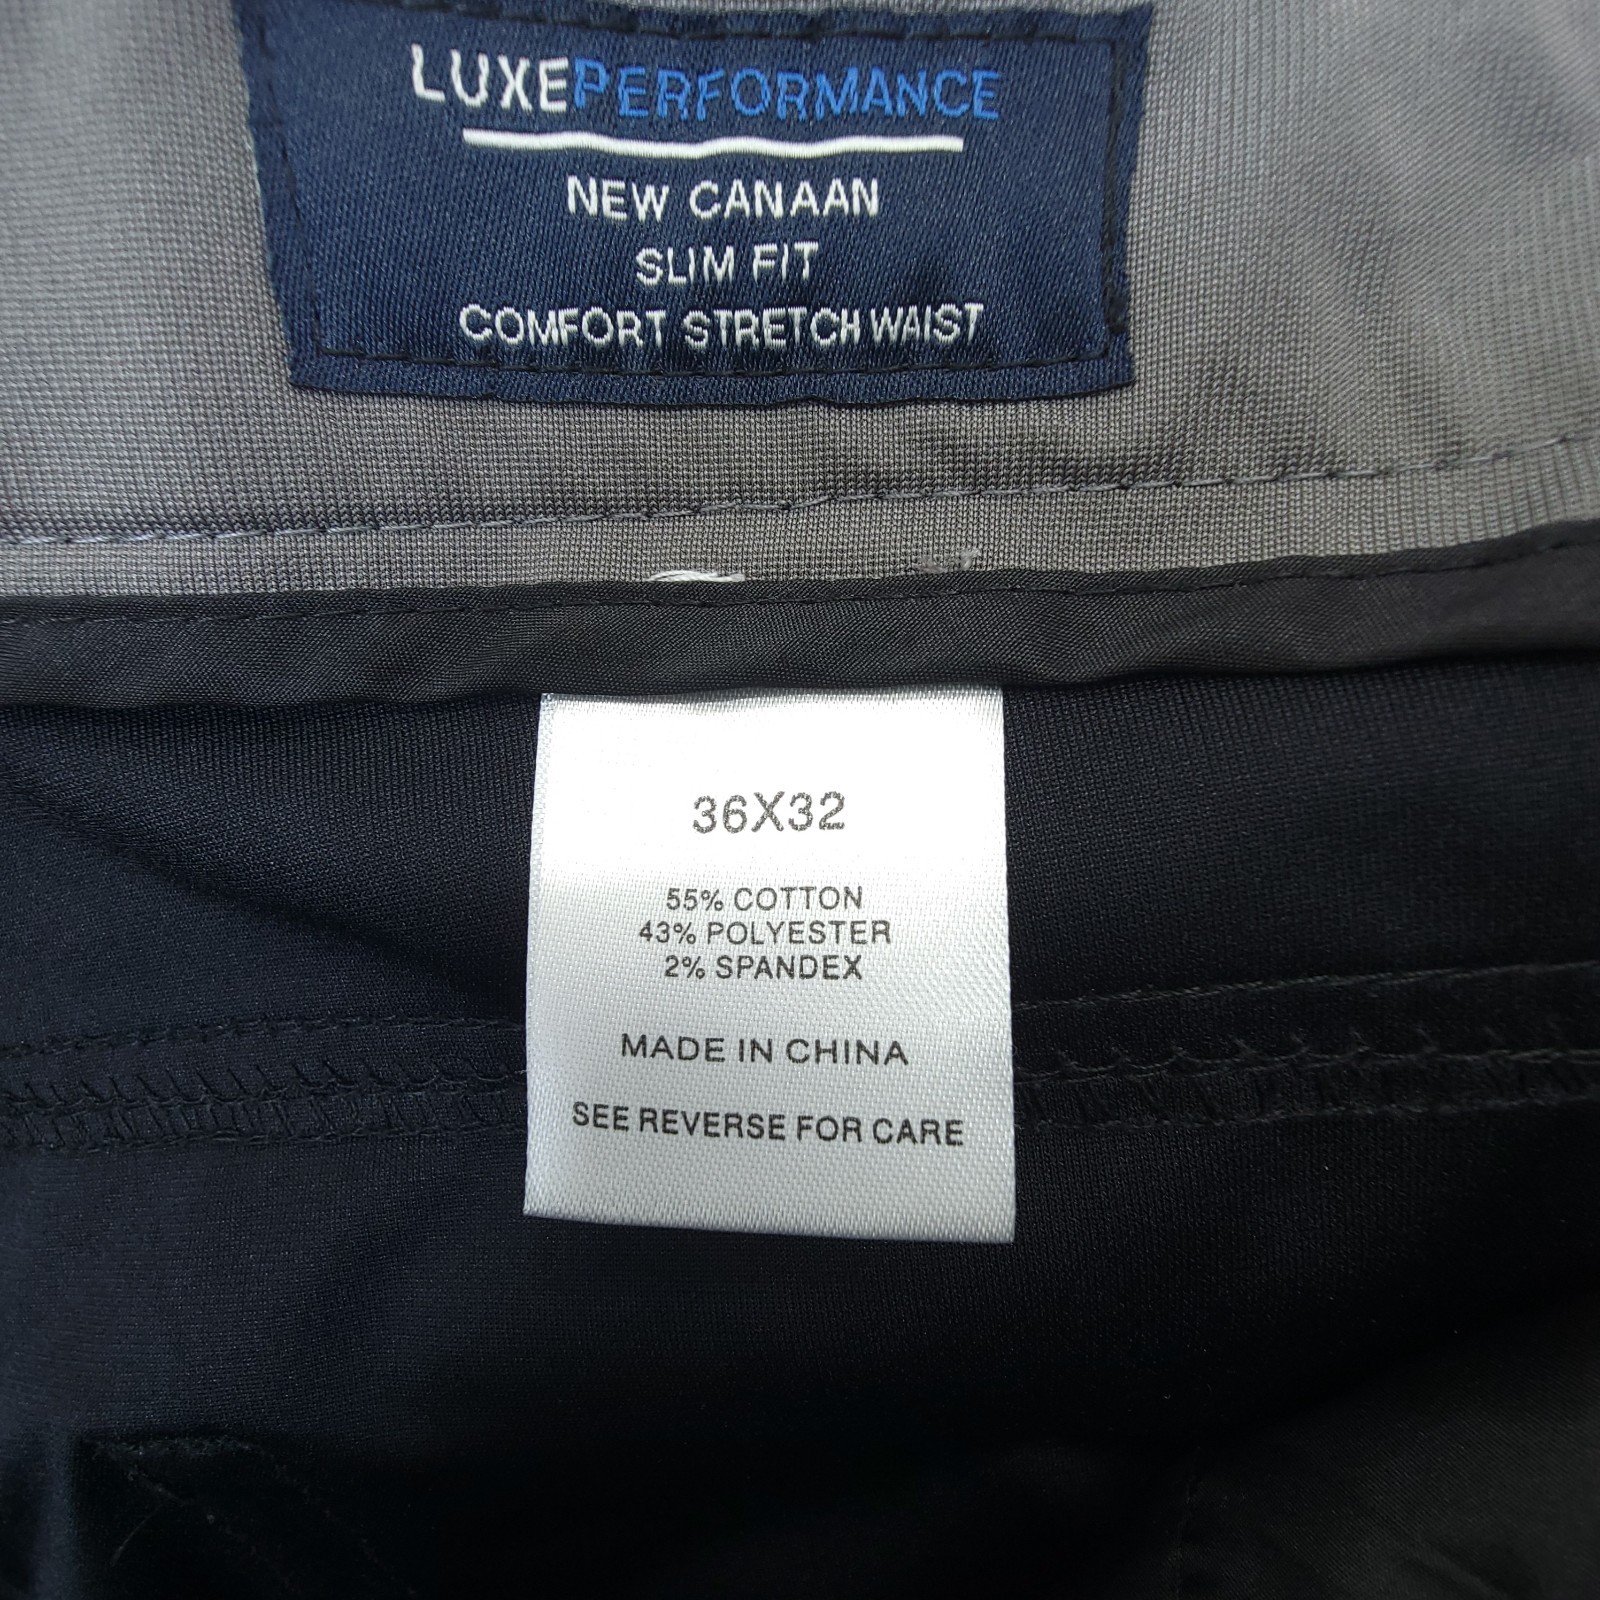 LUXEPERFORMANCE
NEW CANAAN
SLIM FIT
COMFORT STRETCH WAIST
36X32
55% COTTON
43% POLYESTER
2% SPANDEX
MADE IN CHINA
SEE REVERSE FOR CARE